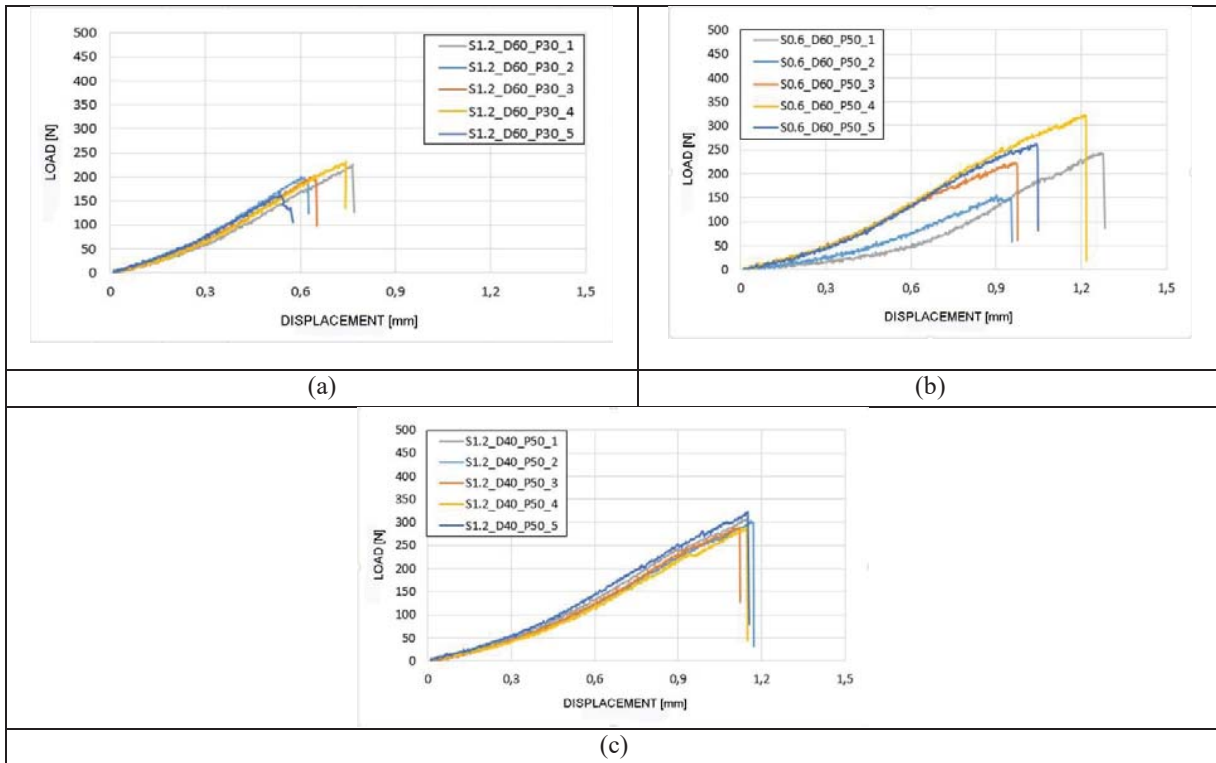 500
450
400
350
300
250
200
150
100
50
0
LOAD [N]
S1.2_D60_P30_1
S1.2_D60_P30_2
S1.2_D60_P30_3
S1.2_D60_P30_4
S1.2_D60_P30_5
0 0,3 0,6 0,9 1,2 1,5
DISPLACEMENT [mm]
(a)
500
450
400
350
300
250
200
150
100
50
0
LOAD [N]
S0.6_D60_P50_1
S0.6_D60_P50_2
S0.6_D60_P50_3
S0.6_D60_P50_4
S0.6_D60_P50_5
0 0,3 0,6 0,9 1,2 1,5
DISPLACEMENT [mm]
(b)
500
450
400
350
300
250
200
150
100
50
0
LOAD [N]
S1.2_D40_P50_1
S1.2_D40_P50_2
S1.2_D40_P50_3
S1.2_D40_P50_4
S1.2_D40_P50_5
0 0,3 0,6 0,9 1,2 1,5
DISPLACEMENT [mm]
(c)